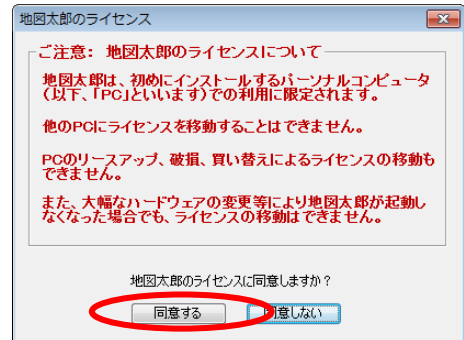 地図太郎のライセンス
ご注意： 地図太郎のライセンスについて
地図太郎は、初めにインストールするパーソナルコンピュータ
（以下、「PC」といいます）での利用に限定されます。
他のPCにライセンスを移動することはできません。
PCのリースアップ、破損、買い替えによるライセンスの移動も
できません。
また、大幅なハードウェアの変更等により地図太郎が起動し
なくなった場合でも、ライセンスの移動はできません。
地図太郎のライセンスに同意しますか？
同意する
同意しない